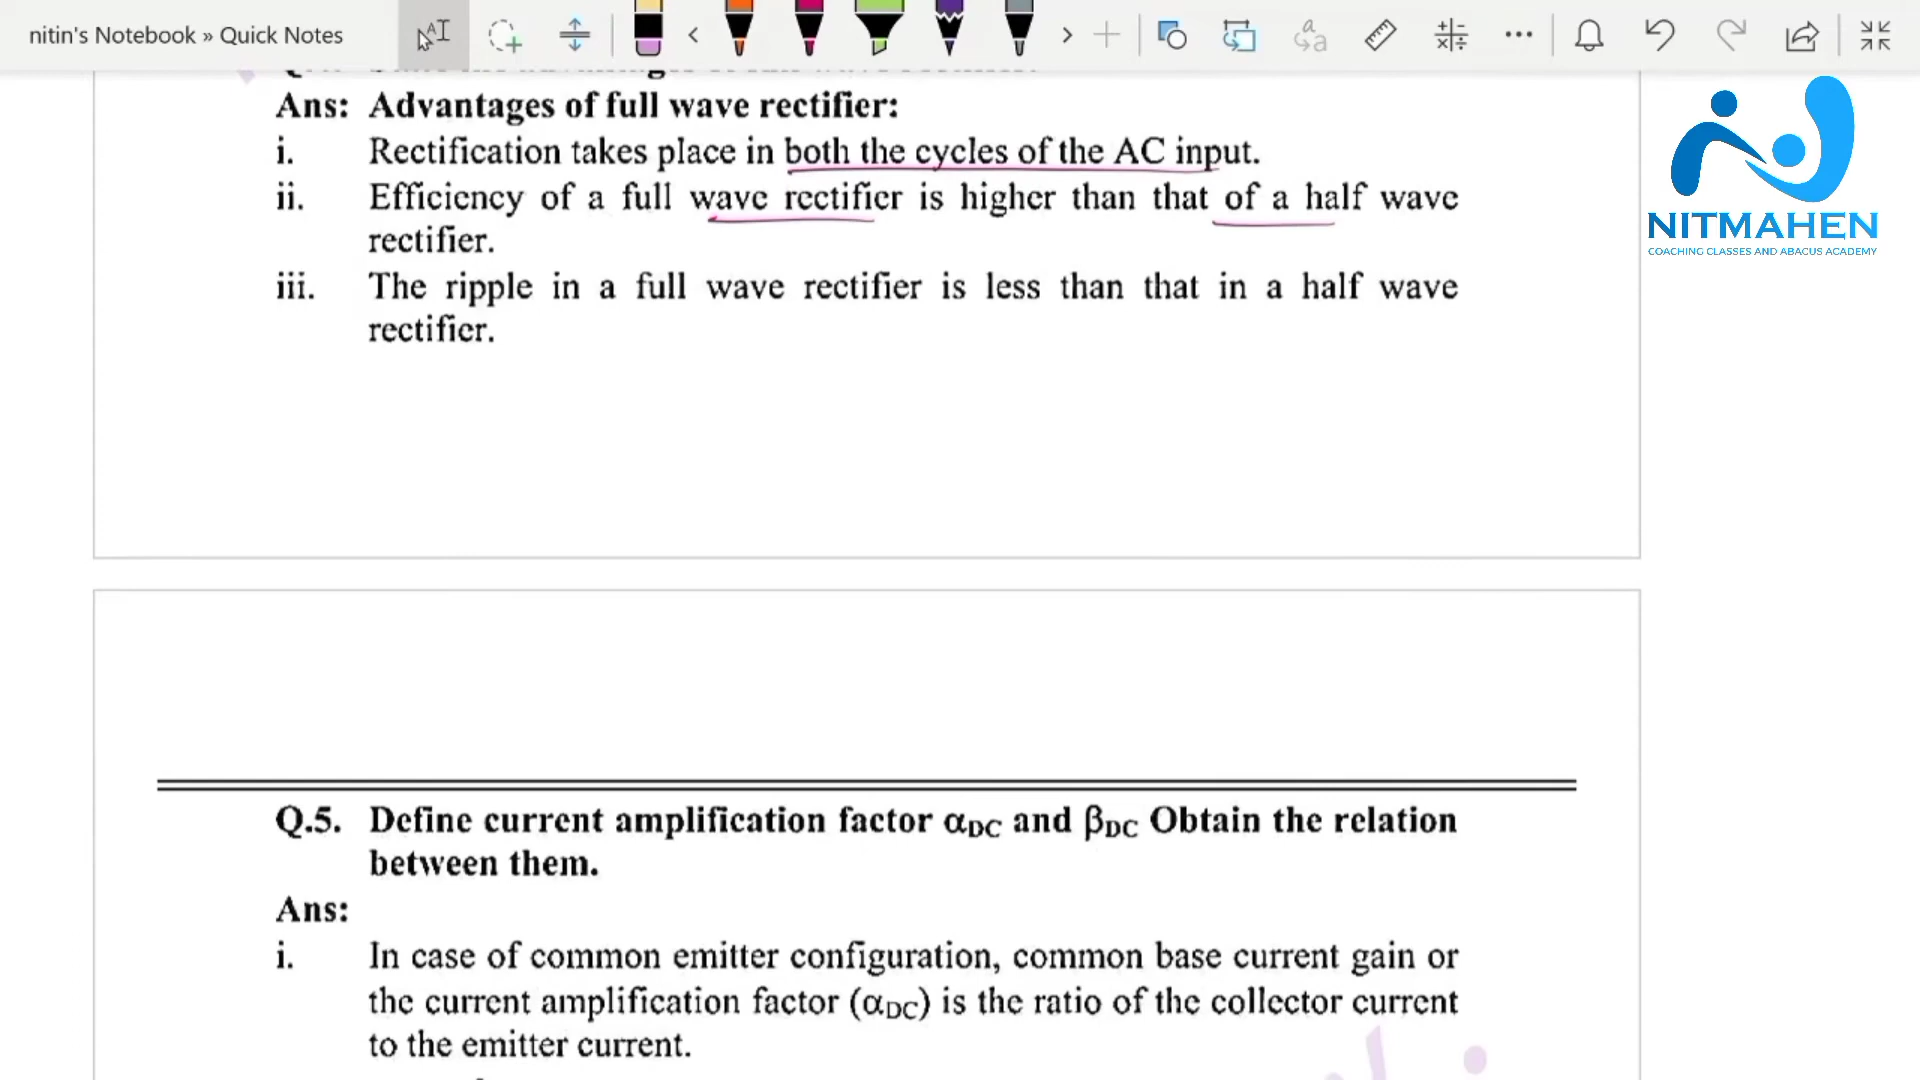 nitin's Notebook » Quick Notes
Ans: Advantages of full wave rectifier:
i. Rectification takes place in both the cycles of the AC input.
ii. Efficiency of a full wave rectifier is higher than that of a half wave
rectifier.
iii. The ripple in a full wave rectifier is less than that in a half wave
rectifier.
NITMAHEN
COACHING CLASSES AND ABACUS ACADEMY
Q.5. Define current amplification factor αDC and βDC Obtain the relation
between them.
Ans:
i. In case of common emitter configuration, common base current gain or
the current amplification factor (αDC) is the ratio of the collector current
to the emitter current.